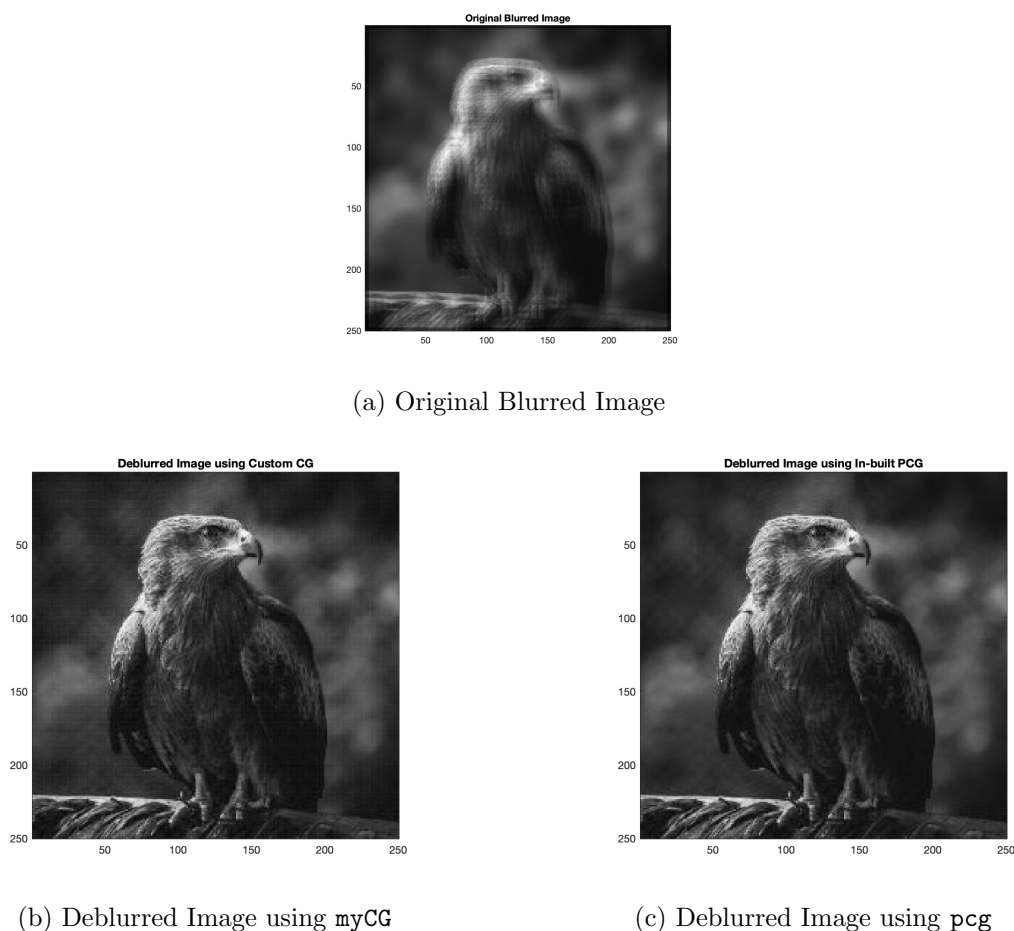 Original Blurred Image
50
100
150
200
250
50 100 150 200 250
(a) Original Blurred Image
Deblurred Image using Custom CG
50
100
150
200
250
50 100 150 200 250
(b) Deblurred Image using myCG
Deblurred Image using In-built PCG
50
100
150
200
250
50 100 150 200 250
(c) Deblurred Image using pcg